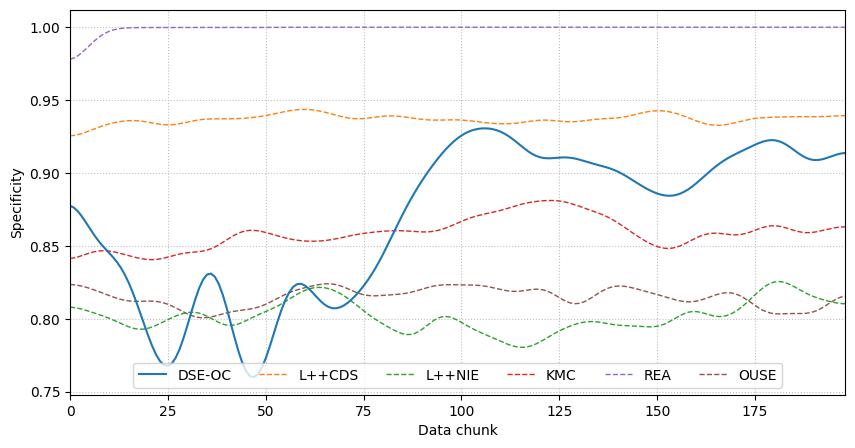 1.00
0.95
0.90
0.85
0.80
0.75
Specificity
DSE-OC L++CDS L++NIE KMC REA OUSE
0 25 50 75 100 125 150 175
Data chunk